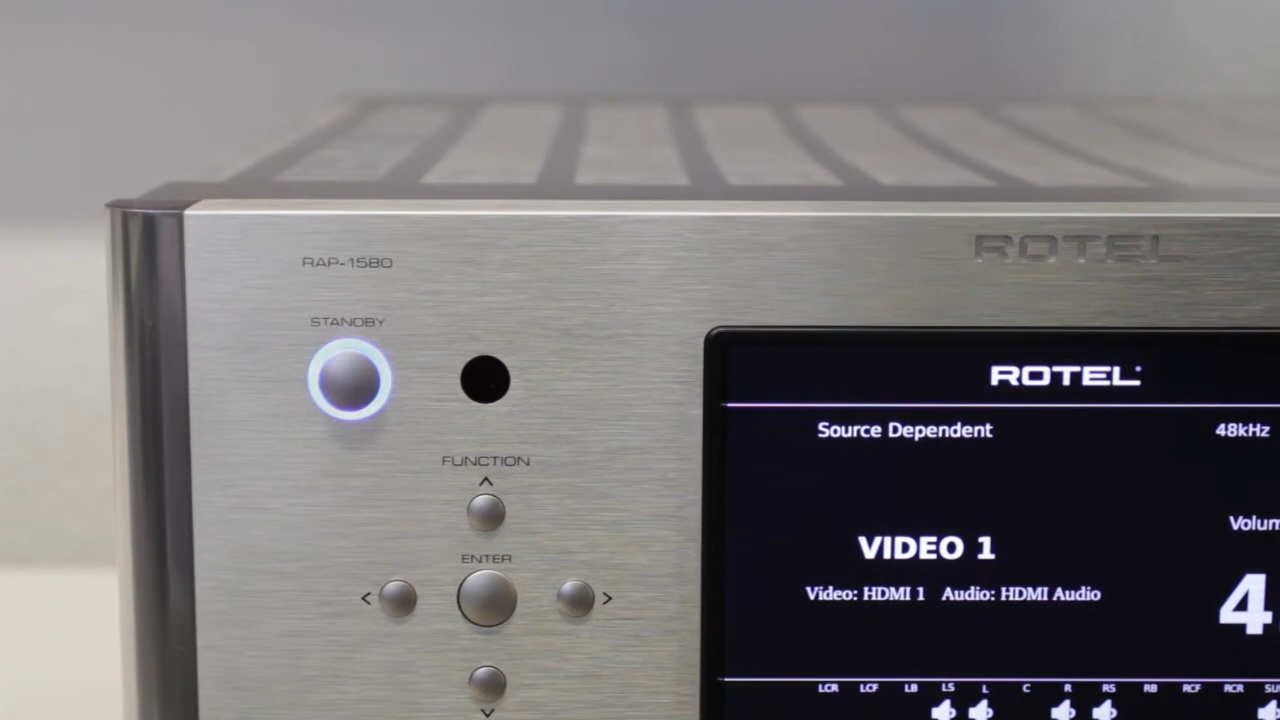 ROTEL
RAP-1580
STANDBY
ROTEL
Source Dependent 48kHz
FUNCTION
VIDEO 1
ENTER
Video: HDMI 1 Audio: HDMI Audio
4
LCR LCF LB LS L C R RS RB RCF RCR